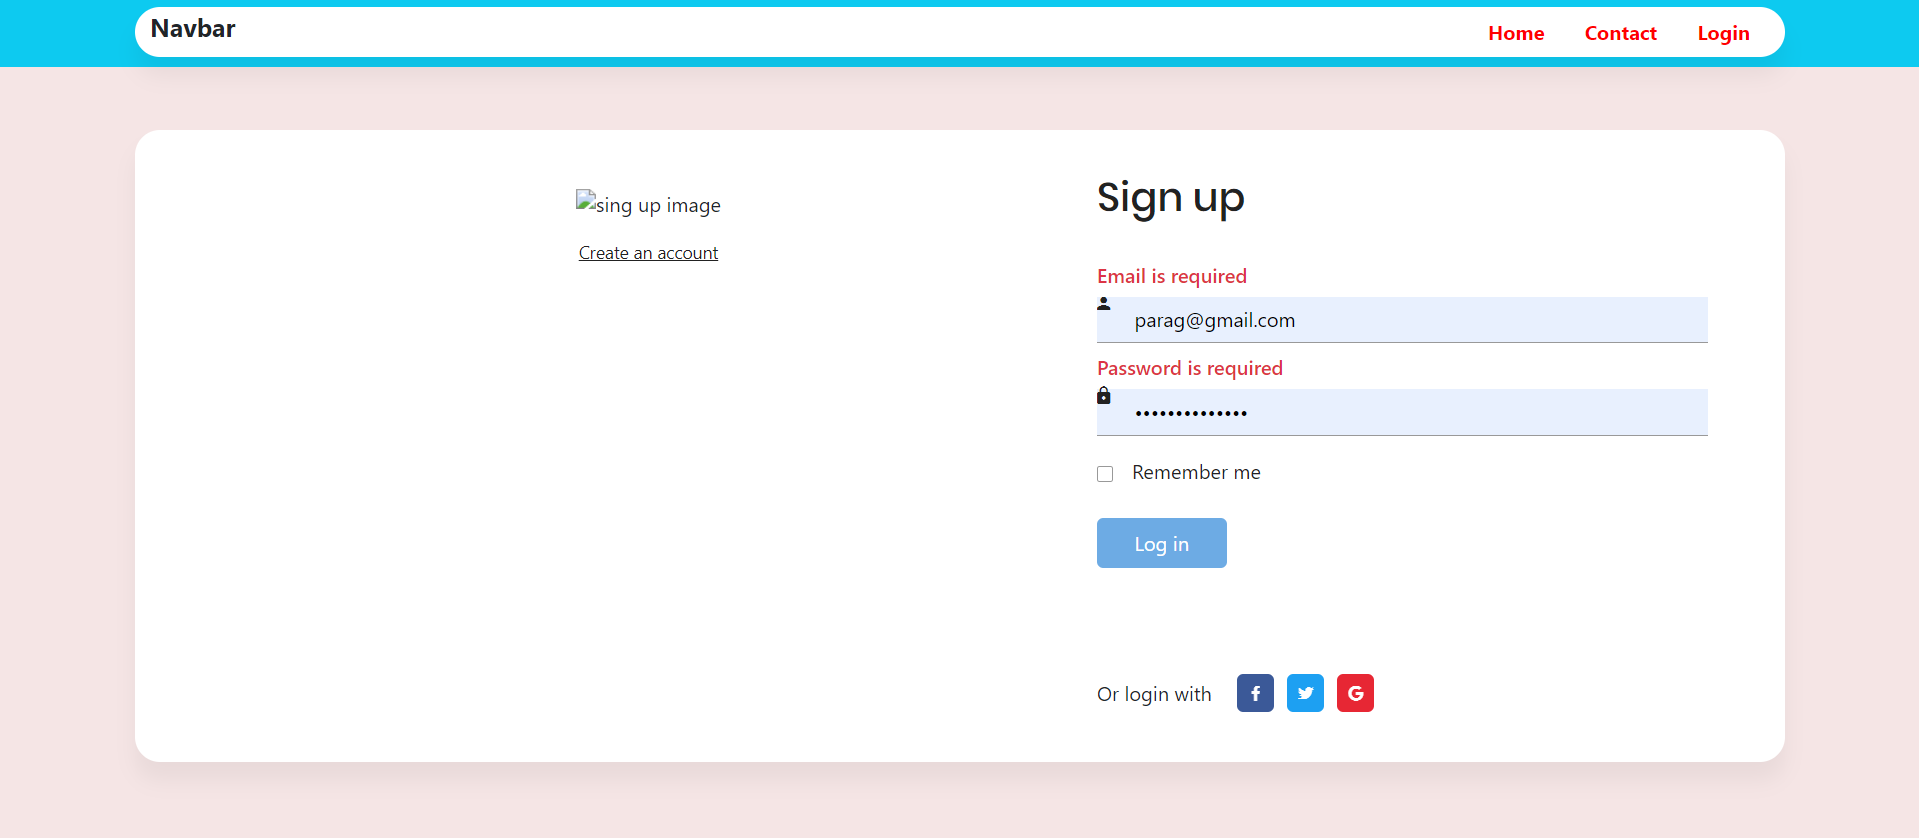 Navbar
Home Contact Login
sing up image
Create an account
Sign up
Email is required
parag@gmail.com
Password is required
••••••••••••••
Remember me
Log in
Or login with